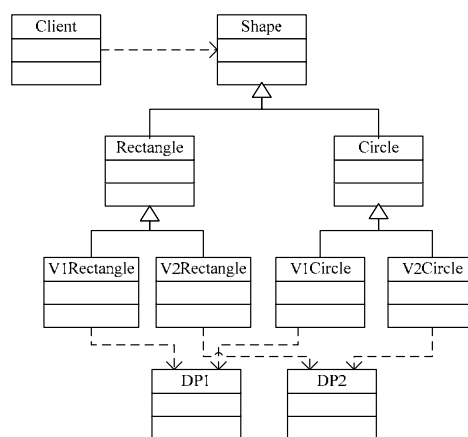 Client
Shape
Rectangle
Circle
V1Rectangle
V2Rectangle
V1Circle
V2Circle
DP1
DP2